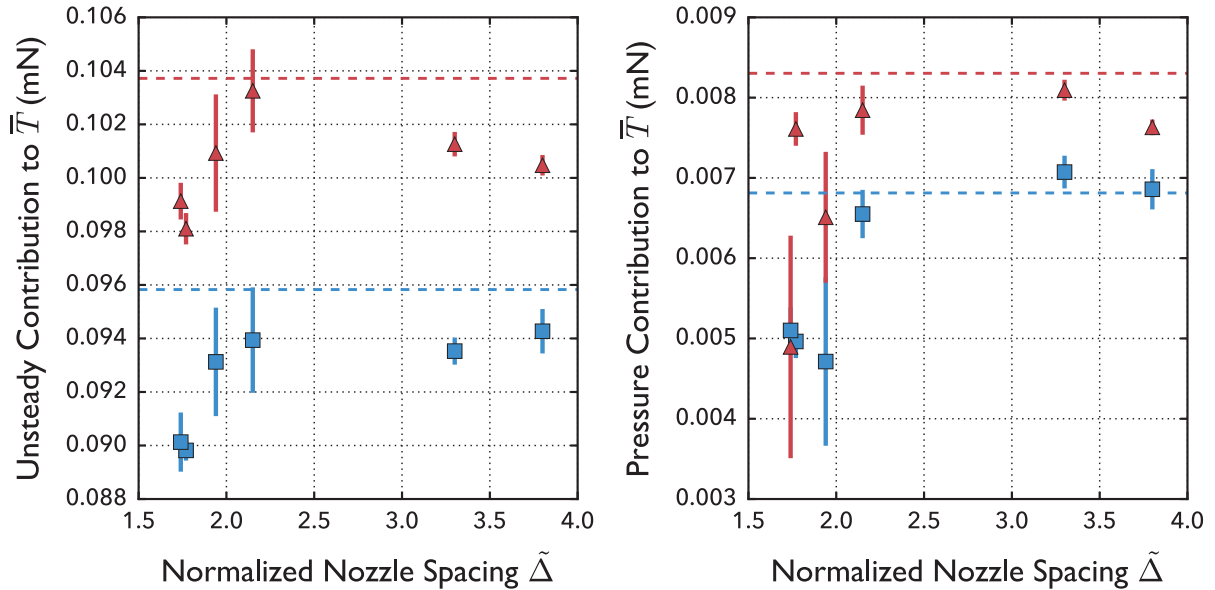 Unsteady Contribution to T̅ (mN)
0.106
0.104
0.102
0.100
0.098
0.096
0.094
0.092
0.090
0.088
1.5 2.0 2.5 3.0 3.5 4.0
Normalized Nozzle Spacing Δ̃
Pressure Contribution to T̅ (mN)
0.009
0.008
0.007
0.006
0.005
0.004
0.003
1.5 2.0 2.5 3.0 3.5 4.0
Normalized Nozzle Spacing Δ̃